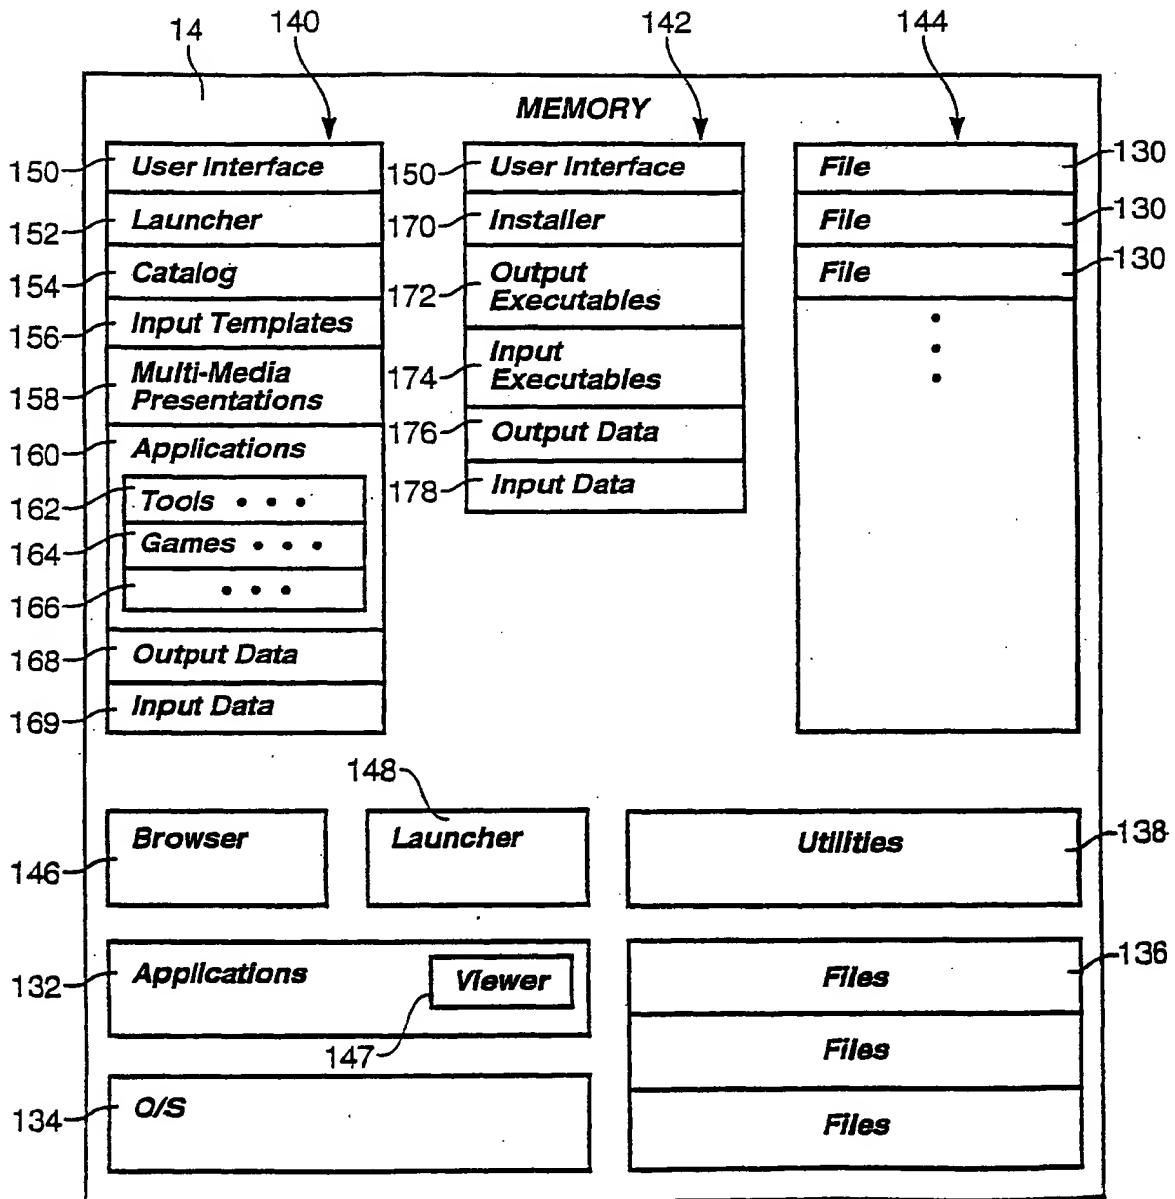 14 140 142 144
MEMORY
150 User Interface
152 Launcher
154 Catalog
156 Input Templates
158 Multi-Media
Presentations
160 Applications
162 Tools • • •
164 Games • • •
166 • • •
168 Output Data
169 Input Data
150 User Interface
170 Installer
172 Output
Executables
174 Input
Executables
176 Output Data
178 Input Data
File 130
File 130
File 130
•
•
•
146 Browser
148
Launcher
Utilities 138
132 Applications
Viewer
147
Files 136
Files
Files
134 O/S